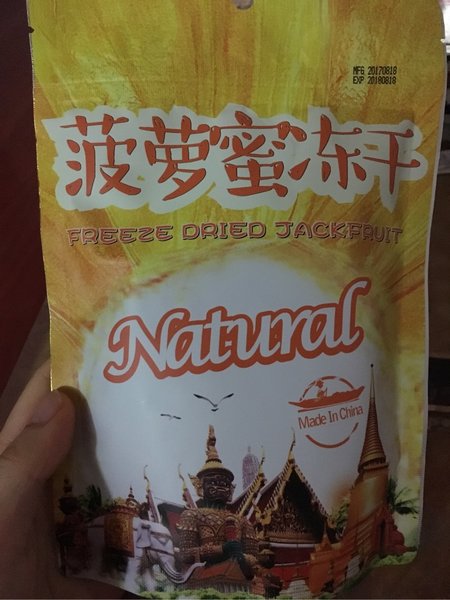 MFG 20170818
EXP 20180818
菠萝蜜冻干
FREEZE DRIED JACKFRUIT
Natural
Made In China